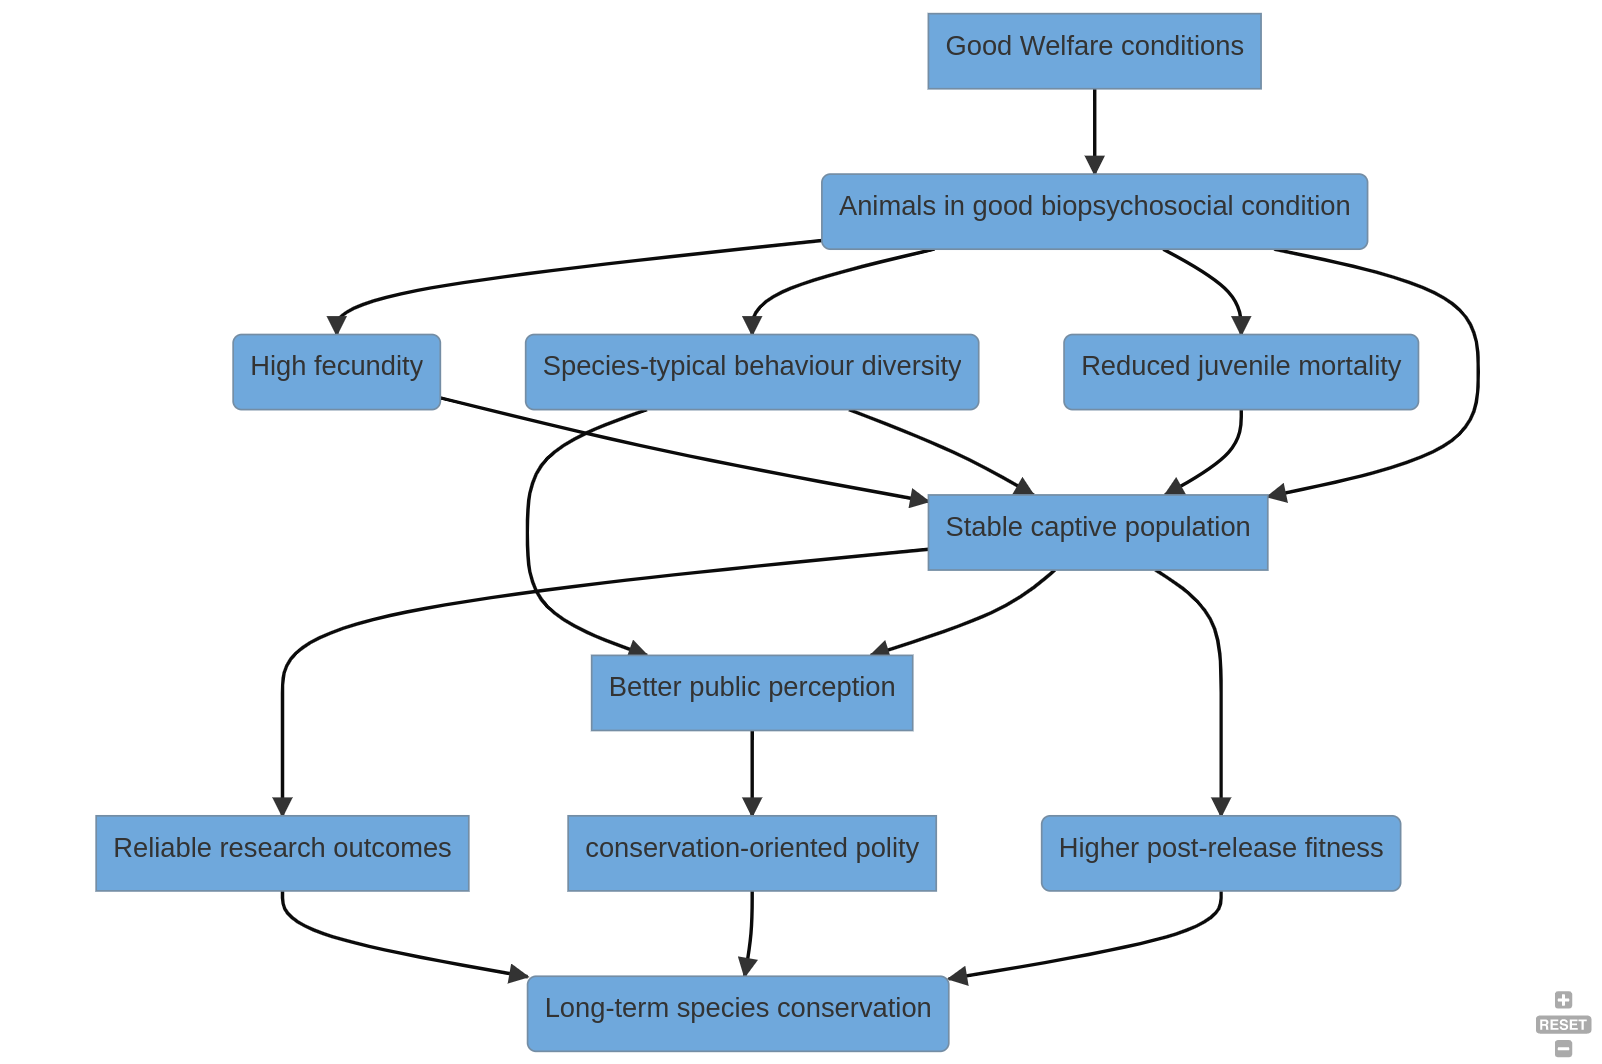 Good Welfare conditions
Animals in good biopsychosocial condition
High fecundity
Species-typical behaviour diversity
Reduced juvenile mortality
Stable captive population
Better public perception
Reliable research outcomes
conservation-oriented polity
Higher post-release fitness
Long-term species conservation
RESET